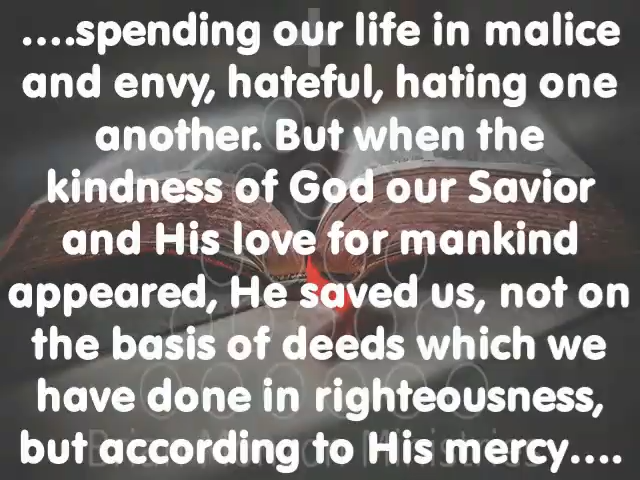 ....spending our life in malice
and envy, hateful, hating one
another. But when the
kindness of God our Savior
and His love for mankind
appeared, He saved us, not on
the basis of deeds which we
have done in righteousness,
but according to His mercy....